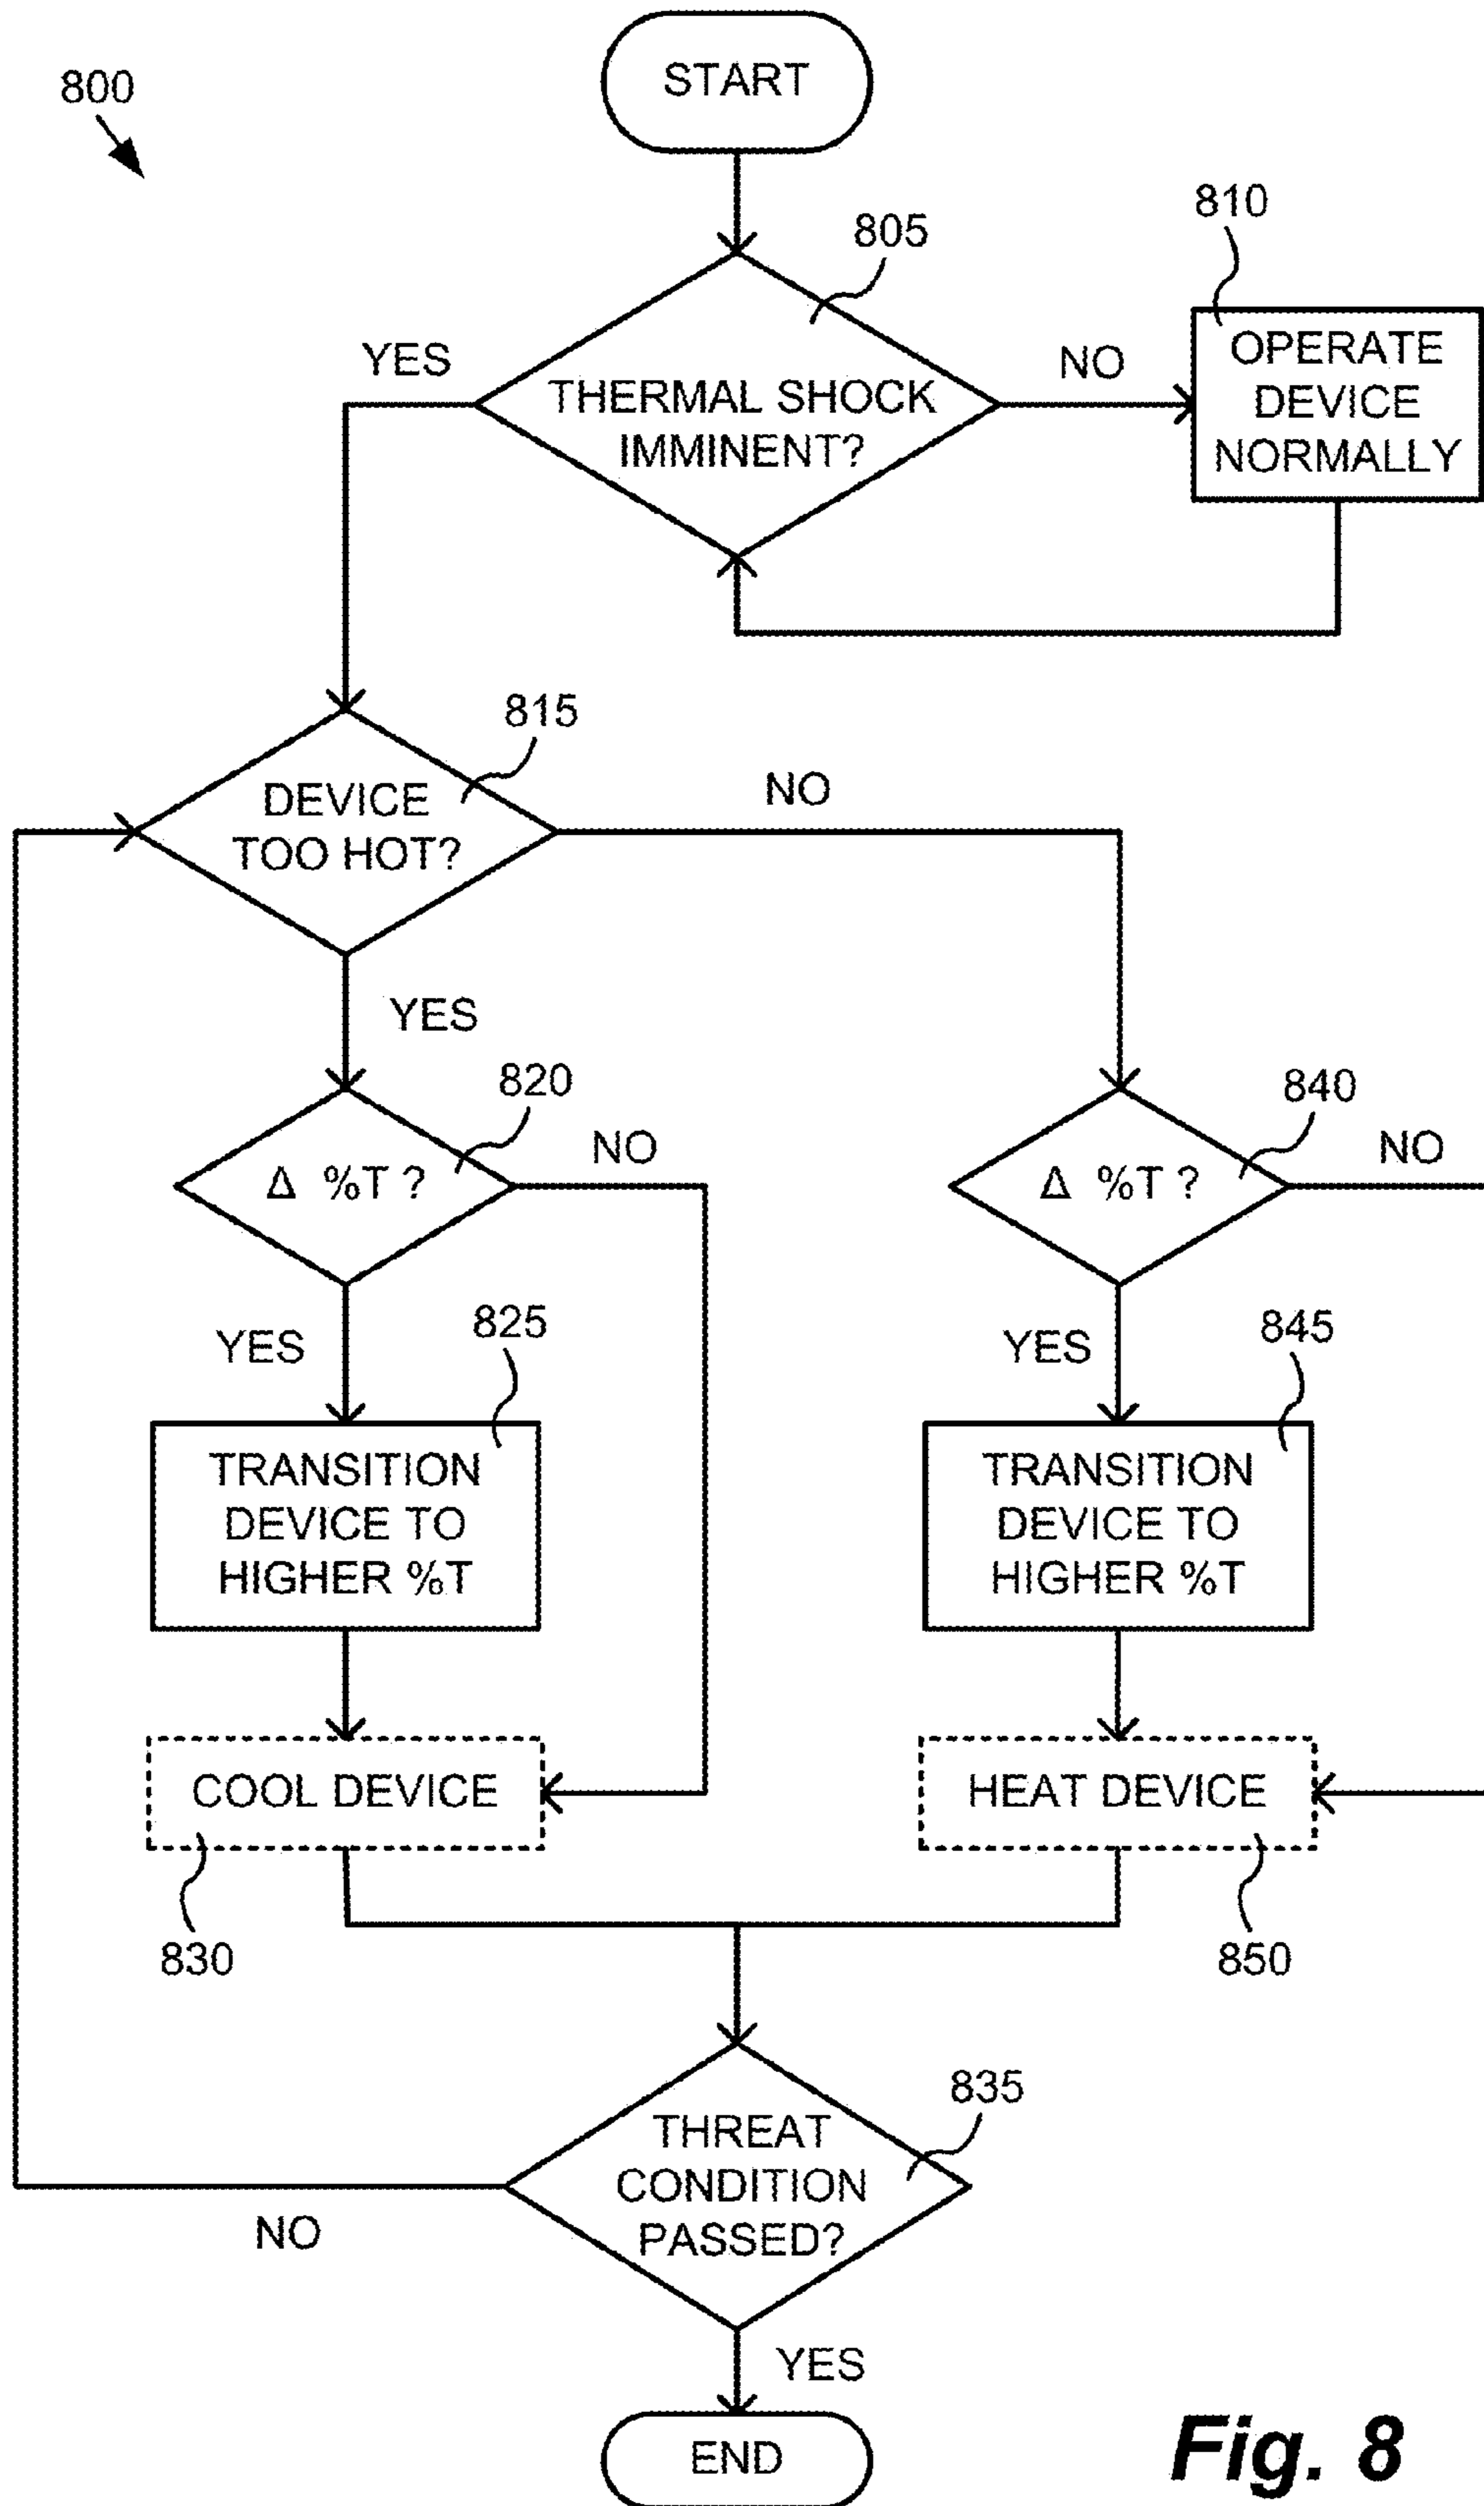 800
START
805
810
YES
THERMAL SHOCK
IMMINENT?
NO
OPERATE
DEVICE
NORMALLY
815
DEVICE
TOO HOT?
NO
YES
820
Δ %T ?
NO
840
Δ %T ?
NO
YES
825
YES
845
TRANSITION
DEVICE TO
HIGHER %T
TRANSITION
DEVICE TO
HIGHER %T
COOL DEVICE
HEAT DEVICE
830
850
835
THREAT
CONDITION
PASSED?
NO
YES
END
Fig. 8